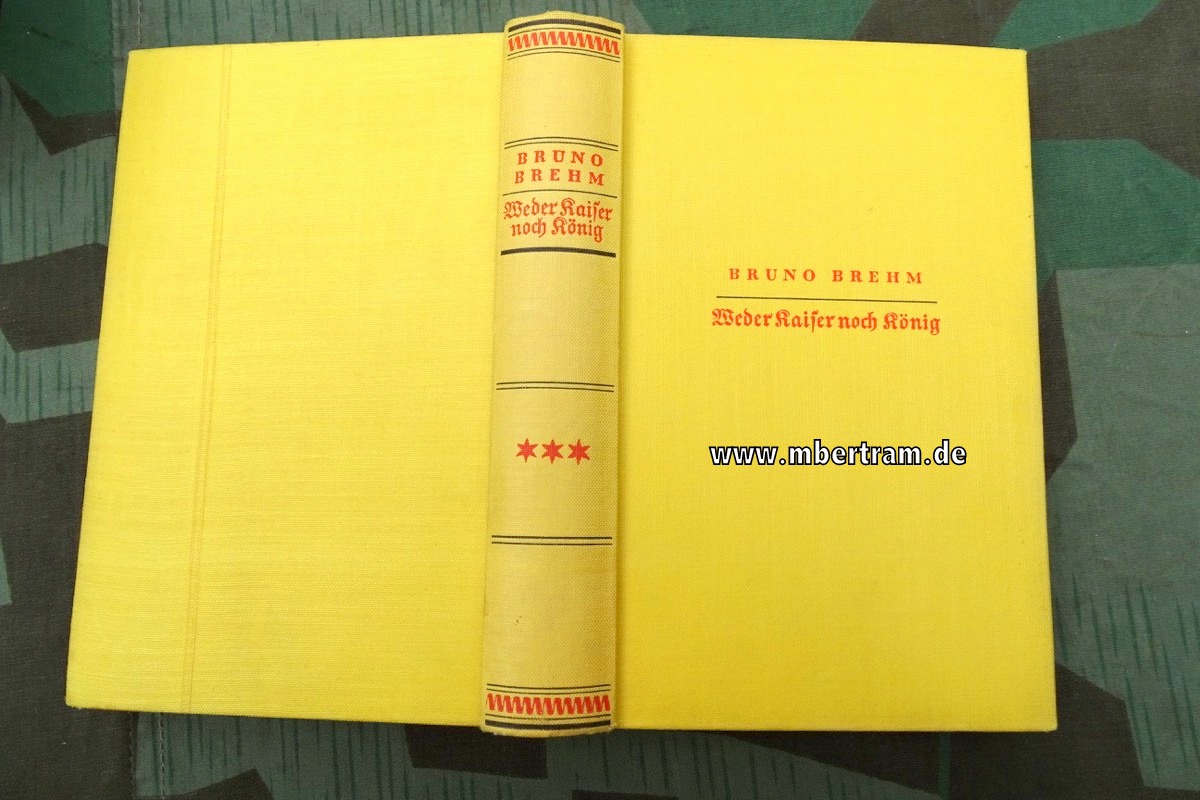 BRUNO
BREHM
Weder Kaiſer
noch König
BRUNO BREHM
Weder Kaiſer noch König
www.mbertram.de